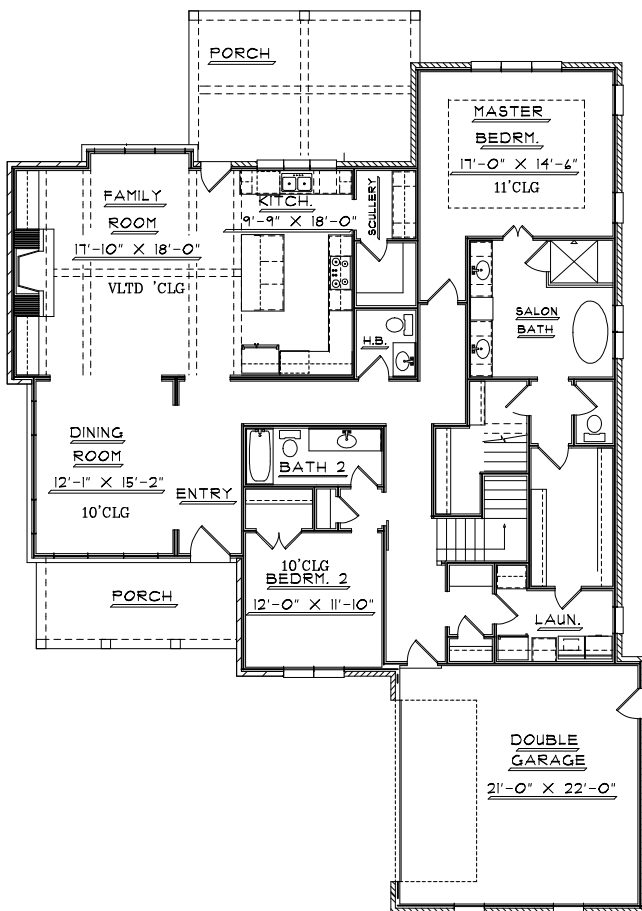 PORCH
MASTER
BEDRM.
17'-0" X 14'-6"
11'CLG
FAMILY
ROOM
17'-10" X 18'-0"
VLTD 'CLG
KITCH.
9'-9" X 18'-0"
SCULLERY
SALON
BATH
H.B.
DINING
ROOM
12'-1" X 15'-2"
10'CLG
ENTRY
BATH 2
10'CLG
BEDRM. 2
12'-0" X 11'-10"
PORCH
LAUN.
DOUBLE
GARAGE
21'-0" X 22'-0"